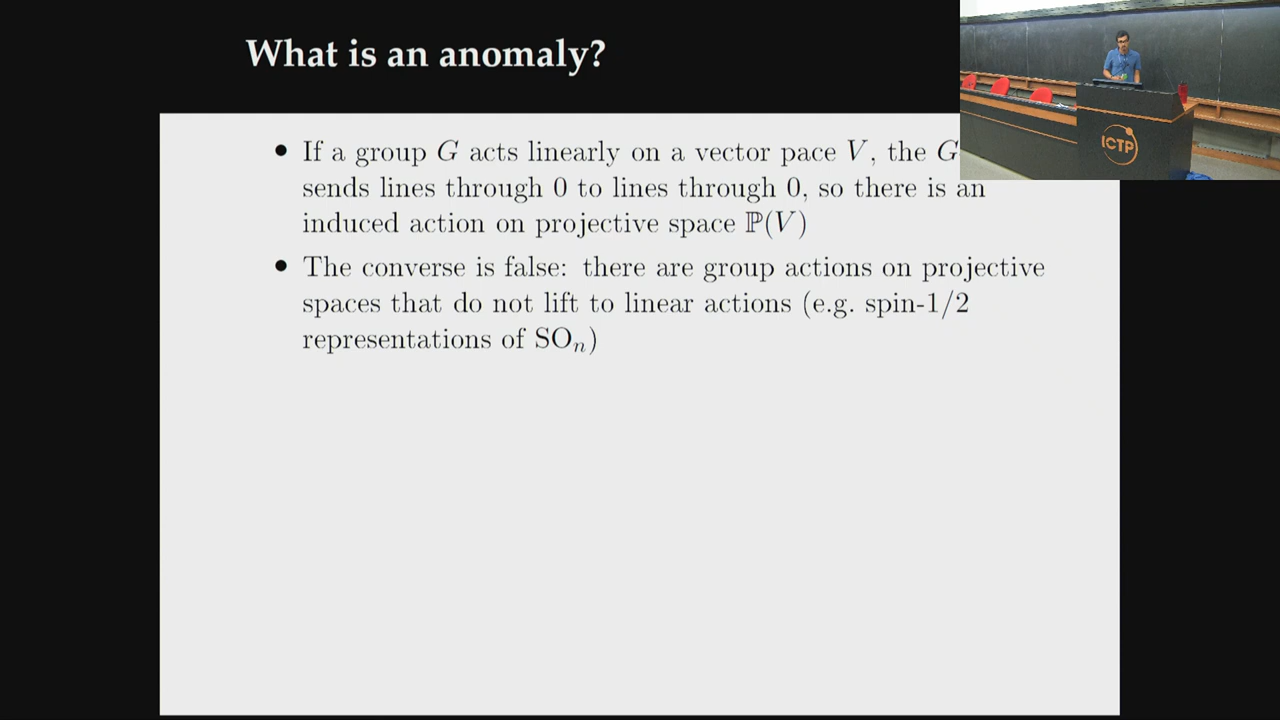 What is an anomaly?
• If a group G acts linearly on a vector pace V, the G
sends lines through 0 to lines through 0, so there is an
induced action on projective space ℙ(V)
• The converse is false: there are group actions on projective
spaces that do not lift to linear actions (e.g. spin-1/2
representations of SOₙ)
ICTP